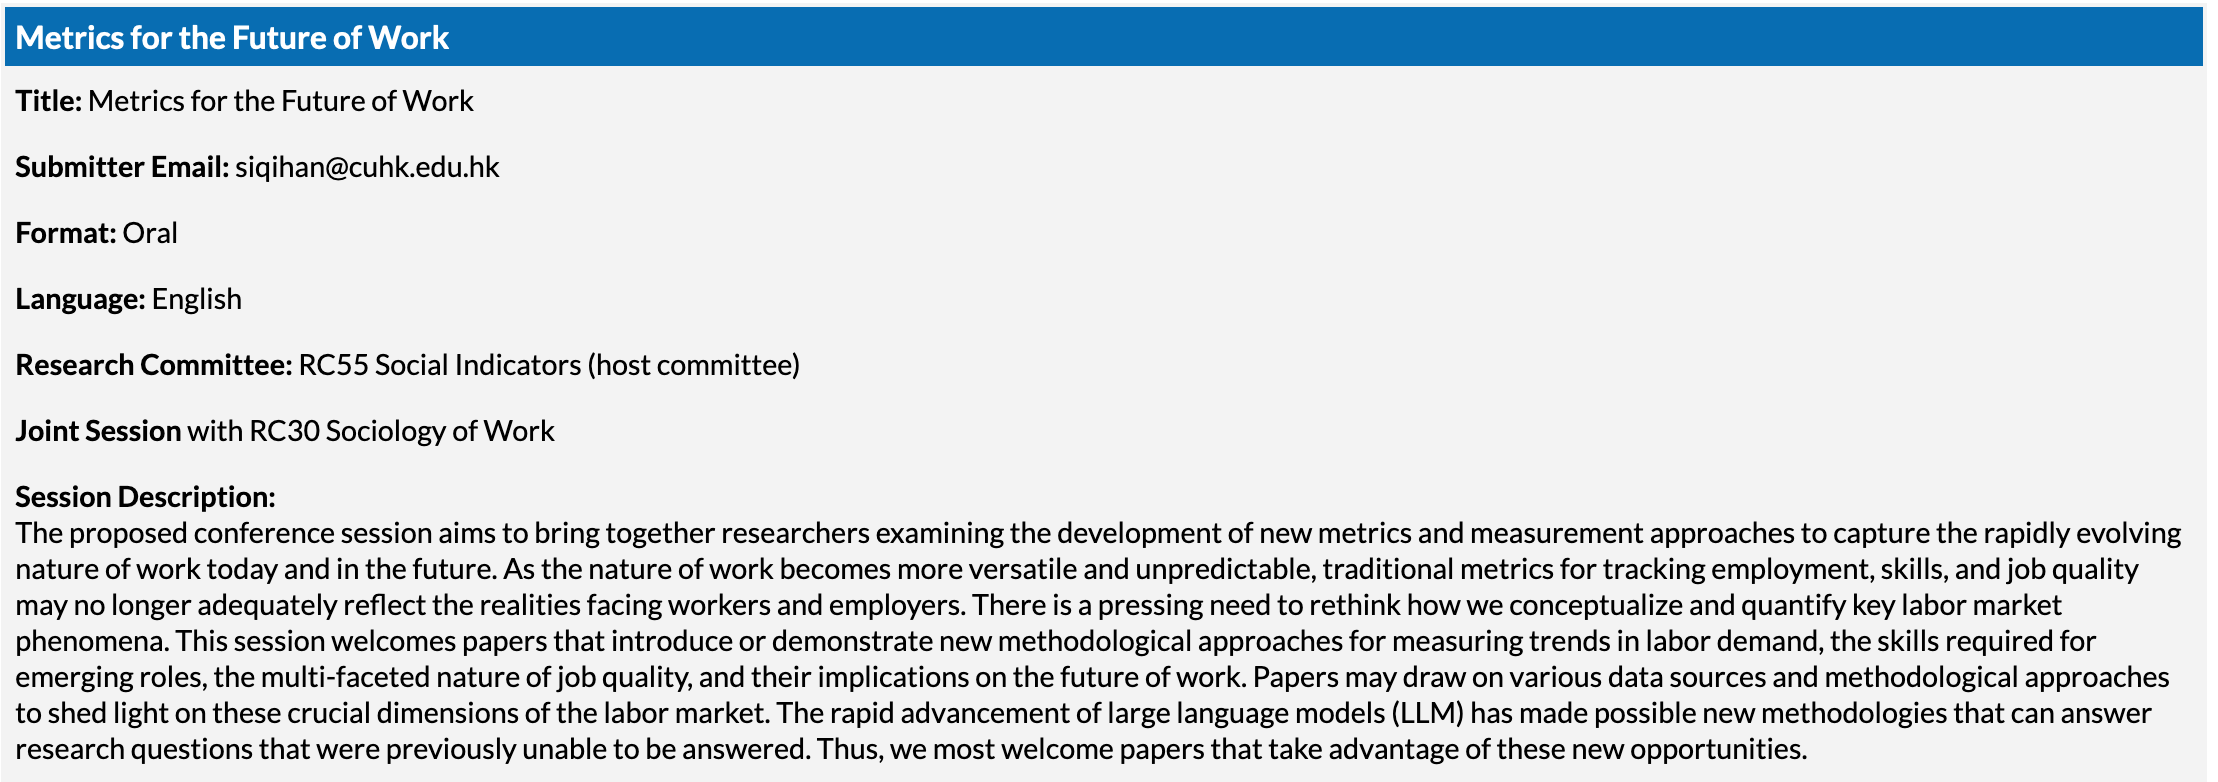 Metrics for the Future of Work
Title: Metrics for the Future of Work
Submitter Email: siqihan@cuhk.edu.hk
Format: Oral
Language: English
Research Committee: RC55 Social Indicators (host committee)
Joint Session with RC30 Sociology of Work
Session Description:
The proposed conference session aims to bring together researchers examining the development of new metrics and measurement approaches to capture the rapidly evolving
nature of work today and in the future. As the nature of work becomes more versatile and unpredictable, traditional metrics for tracking employment, skills, and job quality
may no longer adequately reflect the realities facing workers and employers. There is a pressing need to rethink how we conceptualize and quantify key labor market
phenomena. This session welcomes papers that introduce or demonstrate new methodological approaches for measuring trends in labor demand, the skills required for
emerging roles, the multi-faceted nature of job quality, and their implications on the future of work. Papers may draw on various data sources and methodological approaches
to shed light on these crucial dimensions of the labor market. The rapid advancement of large language models (LLM) has made possible new methodologies that can answer
research questions that were previously unable to be answered. Thus, we most welcome papers that take advantage of these new opportunities.